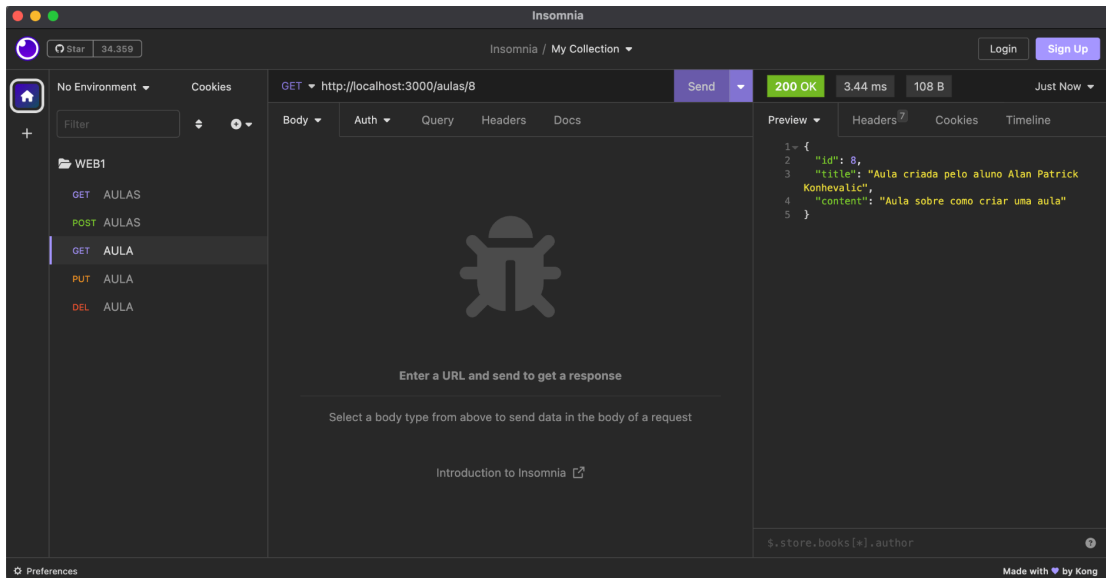 Insomnia
Star 34.359
Insomnia / My Collection
Login
Sign Up
No Environment
Cookies
Filter
WEB1
GET AULAS
POST AULAS
GET AULA
PUT AULA
DEL AULA
GET http://localhost:3000/aulas/8
Send
Body Auth Query Headers Docs
Enter a URL and send to get a response
Select a body type from above to send data in the body of a request
Introduction to Insomnia
200 OK 3.44 ms 108 B Just Now
Preview Headers 7 Cookies Timeline
1 {
2 "id": 8,
3 "title": "Aula criada pelo aluno Alan Patrick
Konhevalic",
4 "content": "Aula sobre como criar uma aula"
5 }
$.store.books[*].author
Preferences
Made with ♥ by Kong